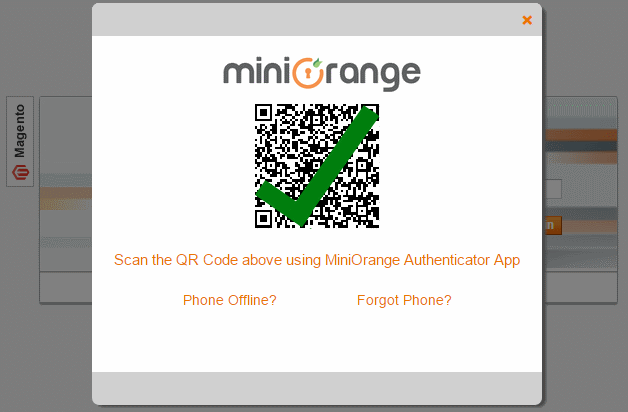 miniOrange
Magento
n
Scan the QR Code above using MiniOrange Authenticator App
Phone Offline?
Forgot Phone?